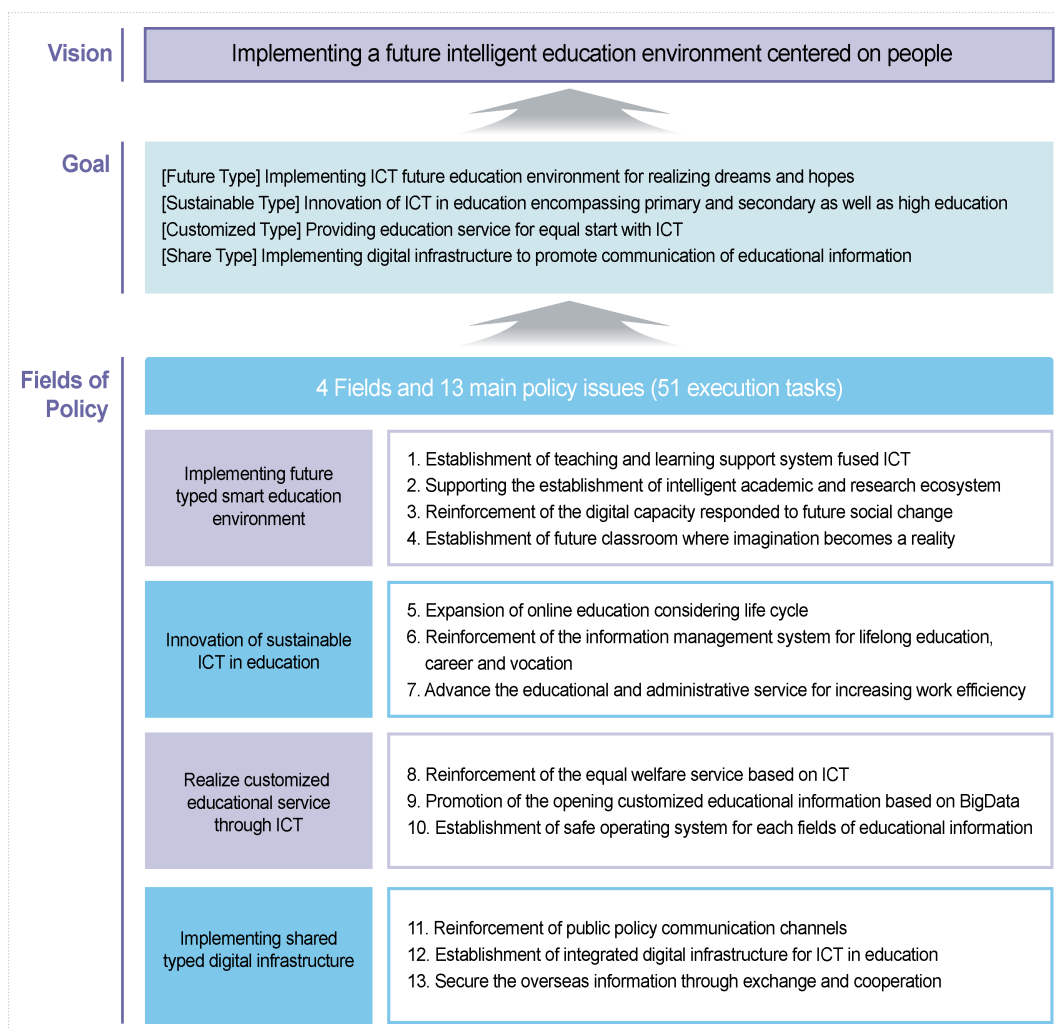 Vision
Implementing a future intelligent education environment centered on people
Goal
[Future Type] Implementing ICT future education environment for realizing dreams and hopes
[Sustainable Type] Innovation of ICT in education encompassing primary and secondary as well as high education
[Customized Type] Providing education service for equal start with ICT
[Share Type] Implementing digital infrastructure to promote communication of educational information
Fields of
Policy
4 Fields and 13 main policy issues (51 execution tasks)
Implementing future
typed smart education
environment
1. Establishment of teaching and learning support system fused ICT
2. Supporting the establishment of intelligent academic and research ecosystem
3. Reinforcement of the digital capacity responded to future social change
4. Establishment of future classroom where imagination becomes a reality
Innovation of sustainable
ICT in education
5. Expansion of online education considering life cycle
6. Reinforcement of the information management system for lifelong education,
career and vocation
7. Advance the educational and administrative service for increasing work efficiency
Realize customized
educational service
through ICT
8. Reinforcement of the equal welfare service based on ICT
9. Promotion of the opening customized educational information based on BigData
10. Establishment of safe operating system for each fields of educational information
Implementing shared
typed digital infrastructure
11. Reinforcement of public policy communication channels
12. Establishment of integrated digital infrastructure for ICT in education
13. Secure the overseas information through exchange and cooperation